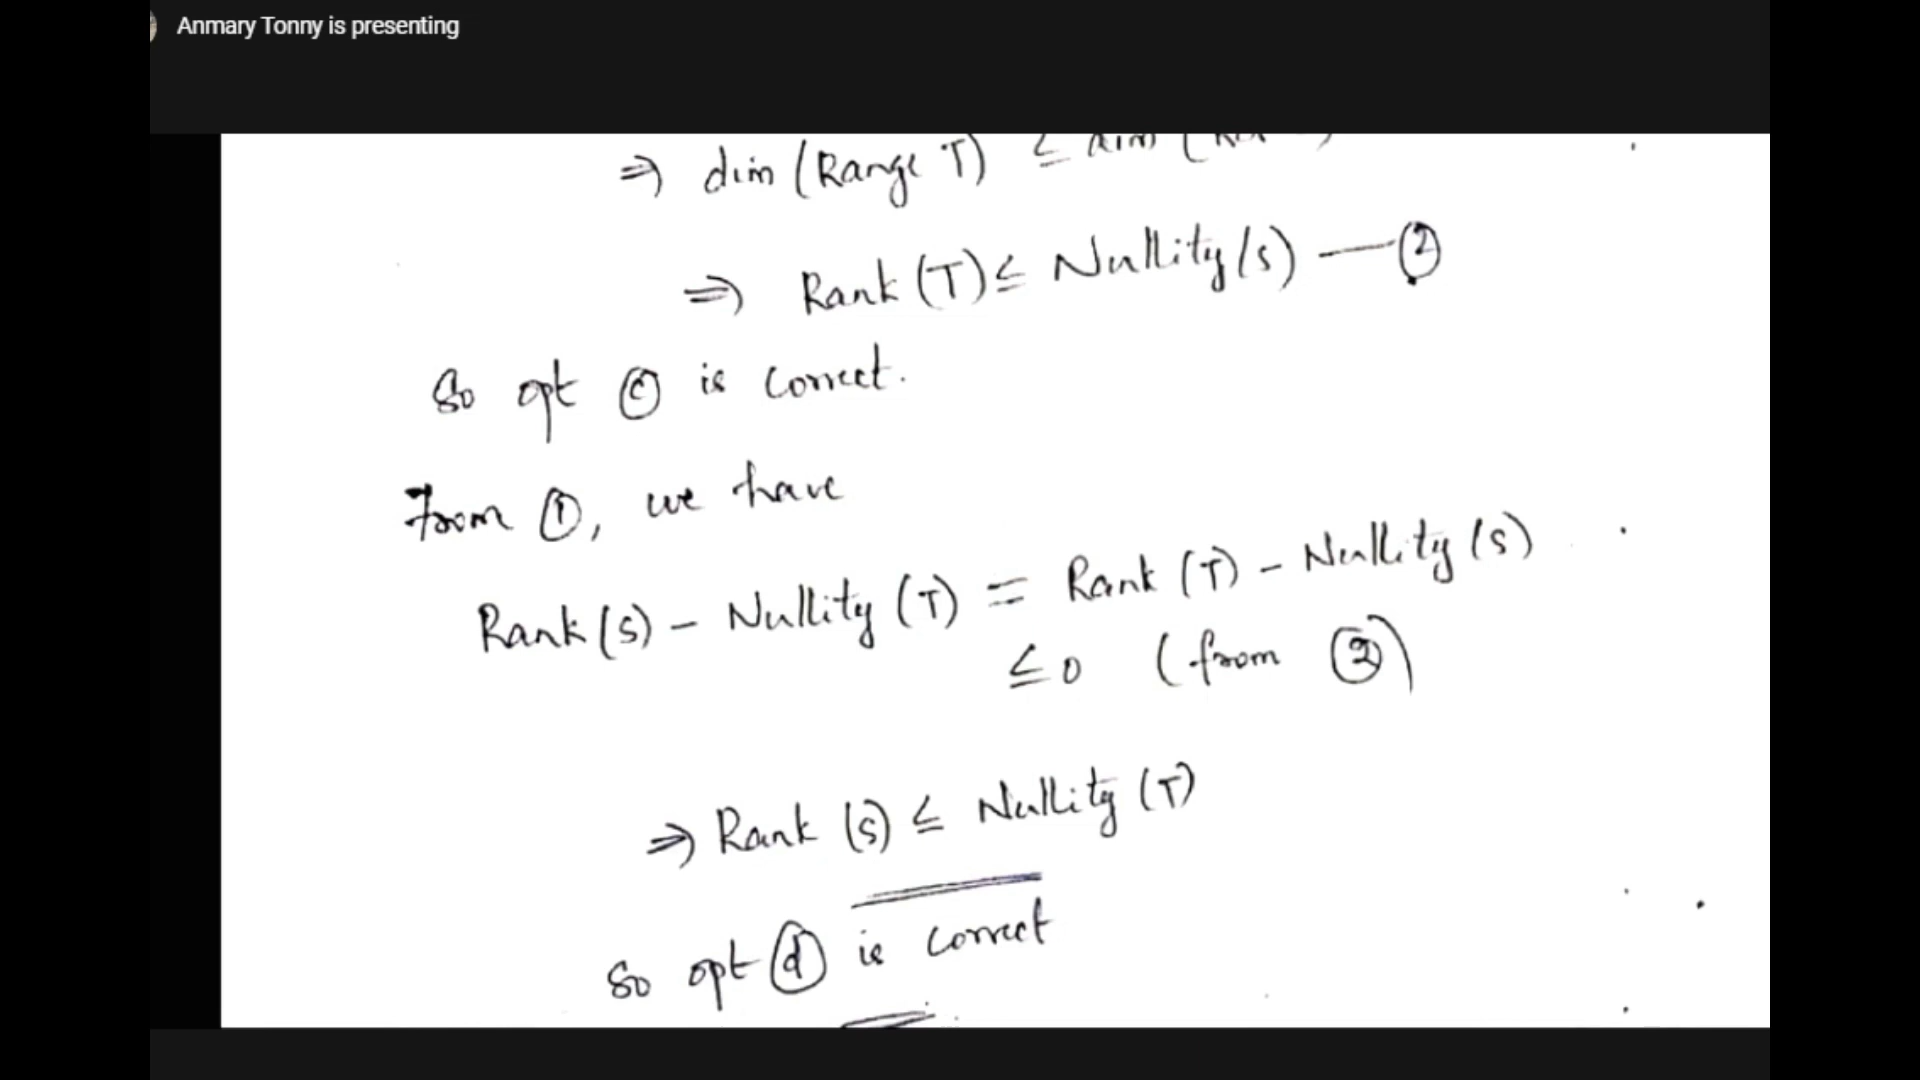 Anmary Tonny is presenting
⇒ dim (Range T) ≤ dim (
⇒ Rank (T) ≤ Nullity (S) — ②
So opt ⓒ is correct.
From ①, we have
Rank (S) - Nullity (T) = Rank (T) - Nullity (S)
≤ 0 (from ②)
⇒ Rank (S) ≤ Nullity (T)
So opt ⓓ is correct